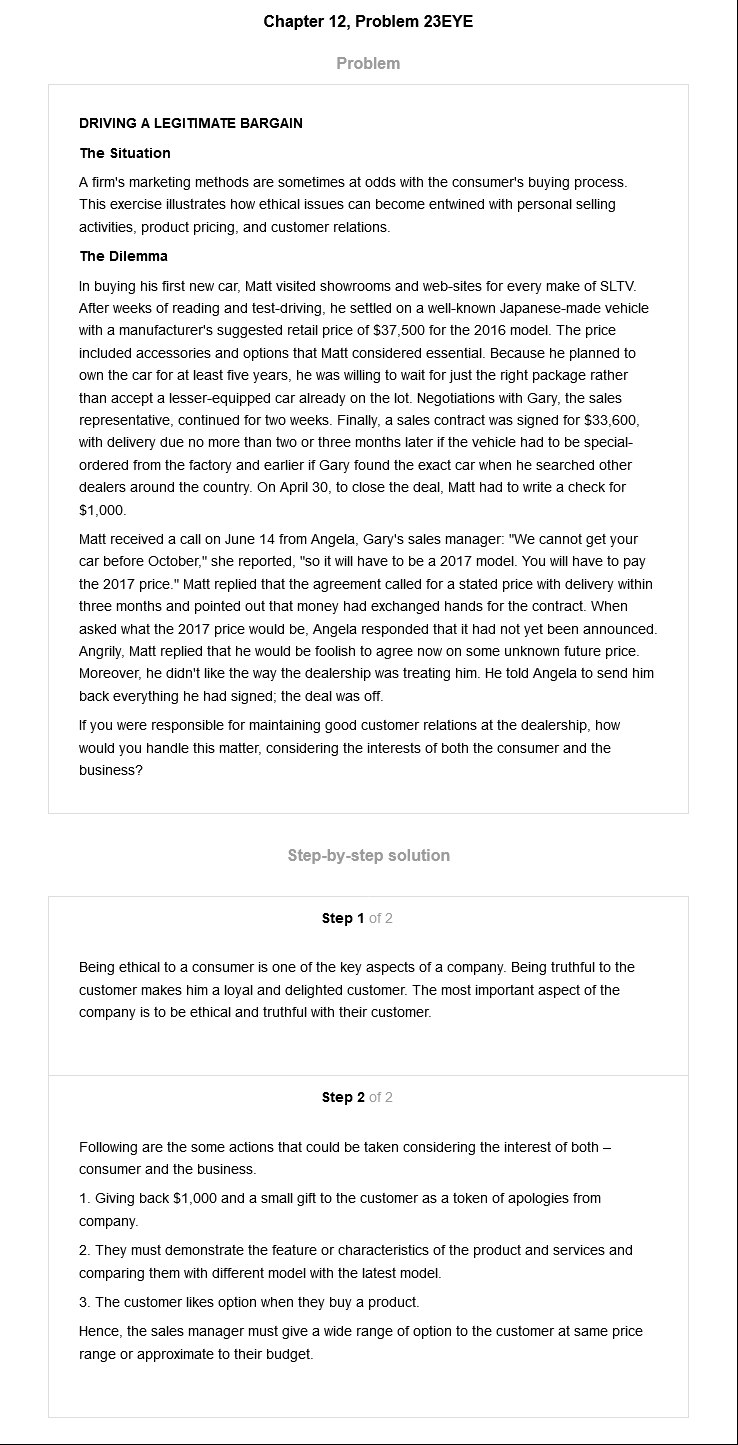 Chapter 12, Problem 23EYE
Problem
DRIVING A LEGITIMATE BARGAIN
The Situation
A firm's marketing methods are sometimes at odds with the consumer's buying process.
This exercise illustrates how ethical issues can become entwined with personal selling
activities, product pricing, and customer relations.
The Dilemma
In buying his first new car, Matt visited showrooms and web-sites for every make of SLTV.
After weeks of reading and test-driving, he settled on a well-known Japanese-made vehicle
with a manufacturer's suggested retail price of $37,500 for the 2016 model. The price
included accessories and options that Matt considered essential. Because he planned to
own the car for at least five years, he was willing to wait for just the right package rather
than accept a lesser-equipped car already on the lot. Negotiations with Gary, the sales
representative, continued for two weeks. Finally, a sales contract was signed for $33,600,
with delivery due no more than two or three months later if the vehicle had to be special-
ordered from the factory and earlier if Gary found the exact car when he searched other
dealers around the country. On April 30, to close the deal, Matt had to write a check for
$1,000.
Matt received a call on June 14 from Angela, Gary's sales manager: "We cannot get your
car before October," she reported, "so it will have to be a 2017 model. You will have to pay
the 2017 price." Matt replied that the agreement called for a stated price with delivery within
three months and pointed out that money had exchanged hands for the contract. When
asked what the 2017 price would be, Angela responded that it had not yet been announced.
Angrily, Matt replied that he would be foolish to agree now on some unknown future price.
Moreover, he didn't like the way the dealership was treating him. He told Angela to send him
back everything he had signed; the deal was off.
If you were responsible for maintaining good customer relations at the dealership, how
would you handle this matter, considering the interests of both the consumer and the
business?
Step-by-step solution
Step 1 of 2
Being ethical to a consumer is one of the key aspects of a company. Being truthful to the
customer makes him a loyal and delighted customer. The most important aspect of the
company is to be ethical and truthful with their customer.
Step 2 of 2
Following are the some actions that could be taken considering the interest of both –
consumer and the business.
1. Giving back $1,000 and a small gift to the customer as a token of apologies from
company.
2. They must demonstrate the feature or characteristics of the product and services and
comparing them with different model with the latest model.
3. The customer likes option when they buy a product.
Hence, the sales manager must give a wide range of option to the customer at same price
range or approximate to their budget.